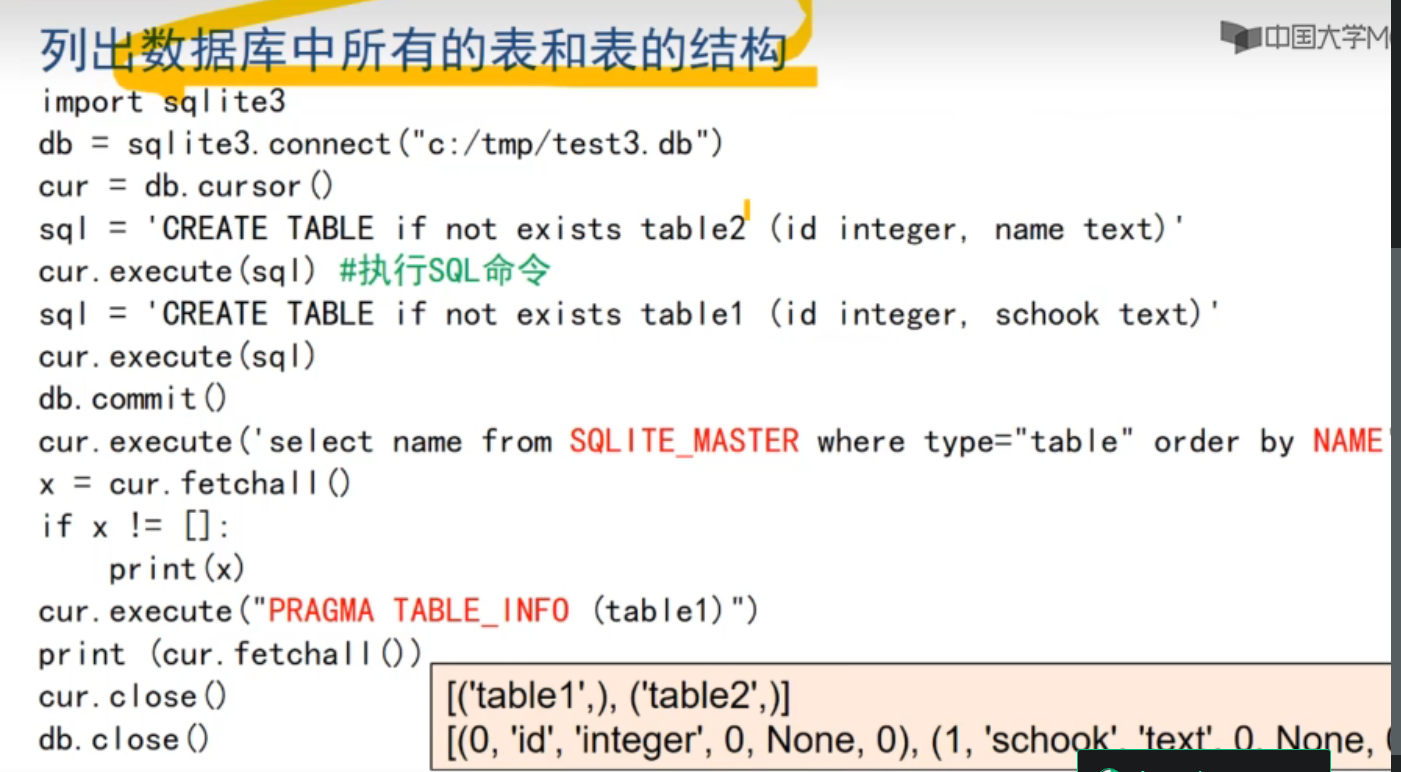 列出数据库中所有的表和表的结构
中国大学M
import sqlite3
db = sqlite3.connect("c:/tmp/test3.db")
cur = db.cursor()
sql = 'CREATE TABLE if not exists table2 (id integer, name text)'
cur.execute(sql) #执行SQL命令
sql = 'CREATE TABLE if not exists table1 (id integer, schook text)'
cur.execute(sql)
db.commit()
cur.execute('select name from SQLITE_MASTER where type="table" order by NAME'
x = cur.fetchall()
if x != []:
    print(x)
cur.execute("PRAGMA TABLE_INFO (table1)")
print (cur.fetchall())
cur.close()
db.close()
[('table1',), ('table2',)]
[(0, 'id', 'integer', 0, None, 0), (1, 'schook', 'text', 0, None,